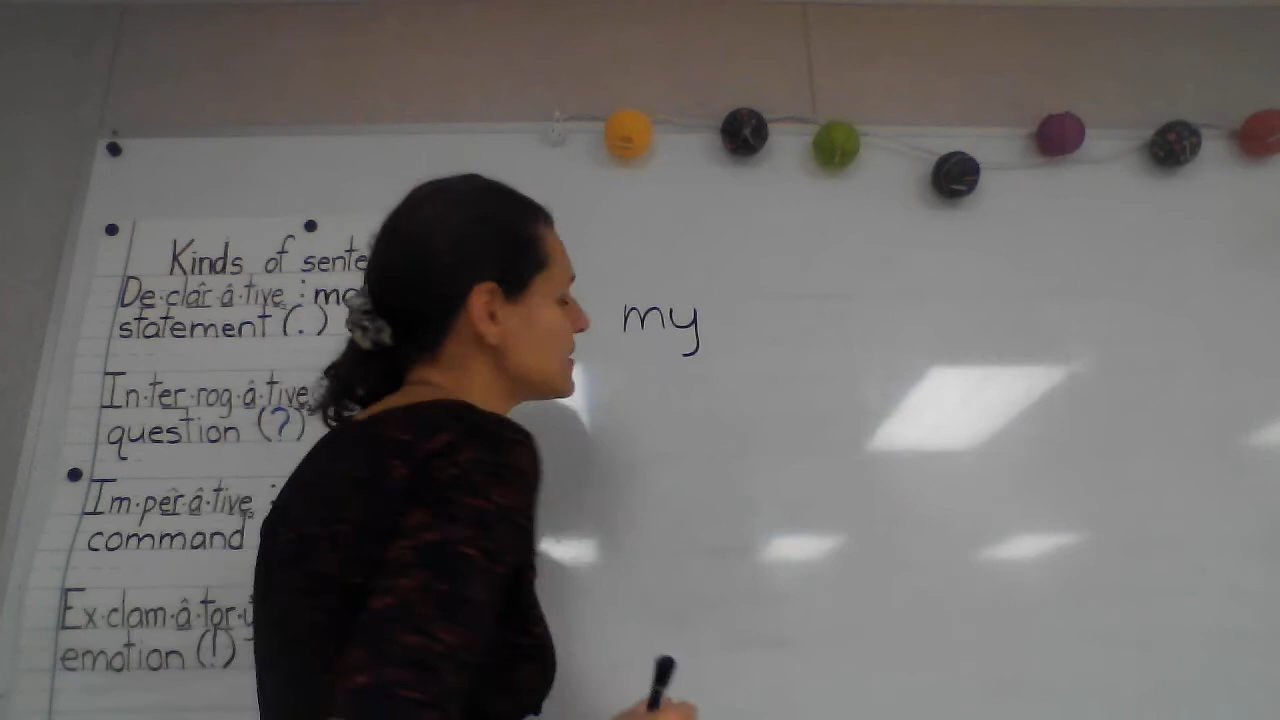 Kinds of sente
De·clar·â·tive : mo
statement (.)
In·ter·rog·â·tive
question (?)
Im·per·â·tive :
command
Ex·clam·â·tor·y
emotion (!)
my